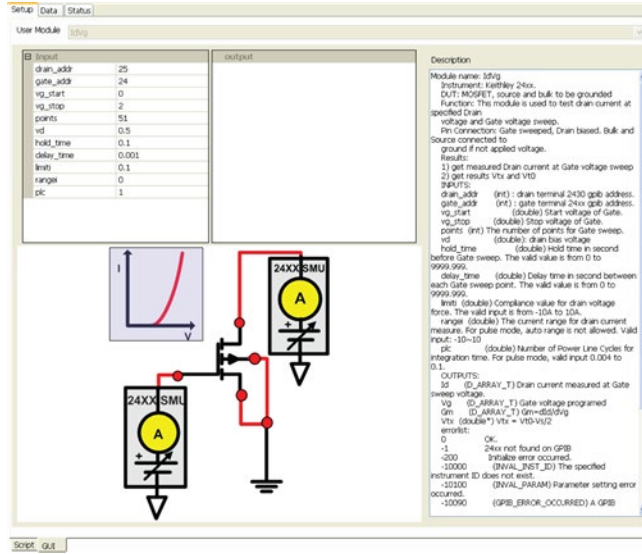 Setup Data Status
User Module IdVg
Input output
drain_addr 25
gate_addr 24
vg_start 0
vg_stop 2
points 51
vd 0.5
hold_time 0.1
delay_time 0.001
limiti 0.1
rangei 0
plc 1
I
V
24XX SMU
A
24XX SMU
A
Description
Module name: IdVg
Instrument: Keithley 24xx.
DUT: MOSFET, source and bulk to be grounded
Function: This module is used to test drain current at
specified Drain
voltage and Gate voltage sweep.
Pin Connection: Gate sweeped, Drain biased. Bulk and
Source connected to
ground if not applied voltage.
Results:
1) get measured Drain current at Gate voltage sweep
2) get results Vtx and Vt0
INPUTS:
drain_addr (int) : drain terminal 2430 gpib address.
gate_addr (int) : gate terminal 24xx gpib address.
vg_start (double) Start voltage of Gate.
vg_stop (double) Stop voltage of Gate.
points (int) The number of points for Gate sweep.
vd (double): drain bias voltage
hold_time (double) Hold time in second
before Gate sweep. The valid value is from 0 to
9999.999.
delay_time (double) Delay time in second between
each Gate sweep point. The valid value is from 0 to
9999.999.
limiti (double) Compliance value for drain voltage
force. The valid input is from -10A to 10A.
rangei (double) The current range for drain current
measure. For pulse mode, auto range is not allowed. Valid
input: -10~10
plc (double) Number of Power Line Cycles for
integration time. For pulse mode, valid input 0.004 to
0.1.
OUTPUTS:
Id (D_ARRAY_T) Drain current measured at Gate
sweep voltage.
Vg (D_ARRAY_T) Gate voltage programed
Gm (D_ARRAY_T) Gm=dId/dVg
Vtx (double*) Vtx = Vt0-Vs/2
errorlist:
0 OK.
-1 24xx not found on GPIB
-200 Initialize error occurred.
-10000 (INVAL_INST_ID) The specified
instrument ID does not exist.
-10100 (INVAL_PARAM) Parameter setting error
occurred.
-10090 (GPIB_ERROR_OCCURRED) A GPIB
Script GUI